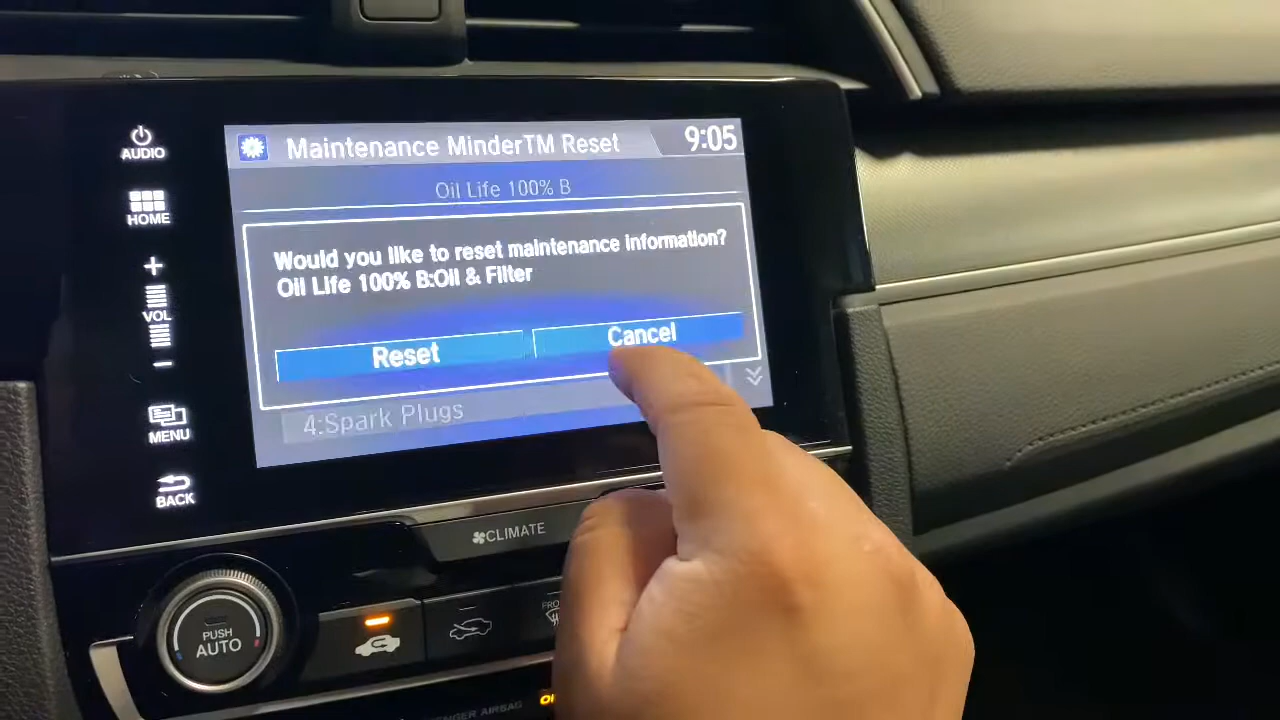 AUDIO
HOME
+
VOL
–
MENU
BACK
Maintenance MinderTM Reset
9:05
Oil Life 100% B
Would you like to reset maintenance information?
Oil Life 100% B:Oil & Filter
Reset
Cancel
4:Spark Plugs
CLIMATE
PUSH
AUTO
AIRBAG